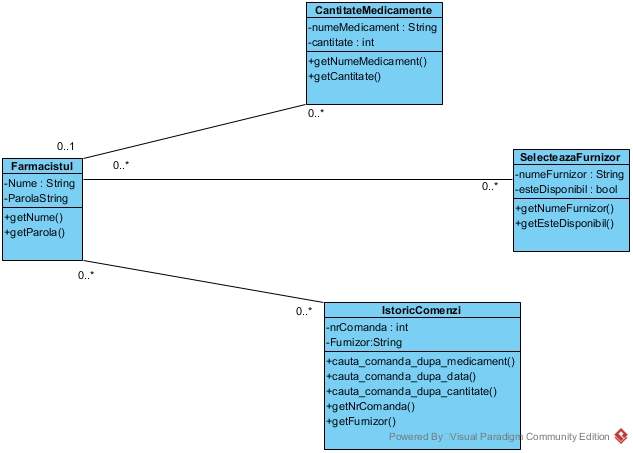 CantitateMedicamente
-numeMedicament : String
-cantitate : int
+getNumeMedicament()
+getCantitate()
0..1
0..*
Farmacistul
-Nume : String
-ParolaString
+getNume()
+getParola()
0..*
0..*
SelecteazaFurnizor
-numeFurnizor : String
-esteDisponibil : bool
+getNumeFurnizor()
+getEsteDisponibil()
0..*
0..*
IstoricComenzi
-nrComanda : int
-Furnizor:String
+cauta_comanda_dupa_medicament()
+cauta_comanda_dupa_data()
+cauta_comanda_dupa_cantitate()
+getNrComanda()
+getFurnizor()
Powered By Visual Paradigm Community Edition